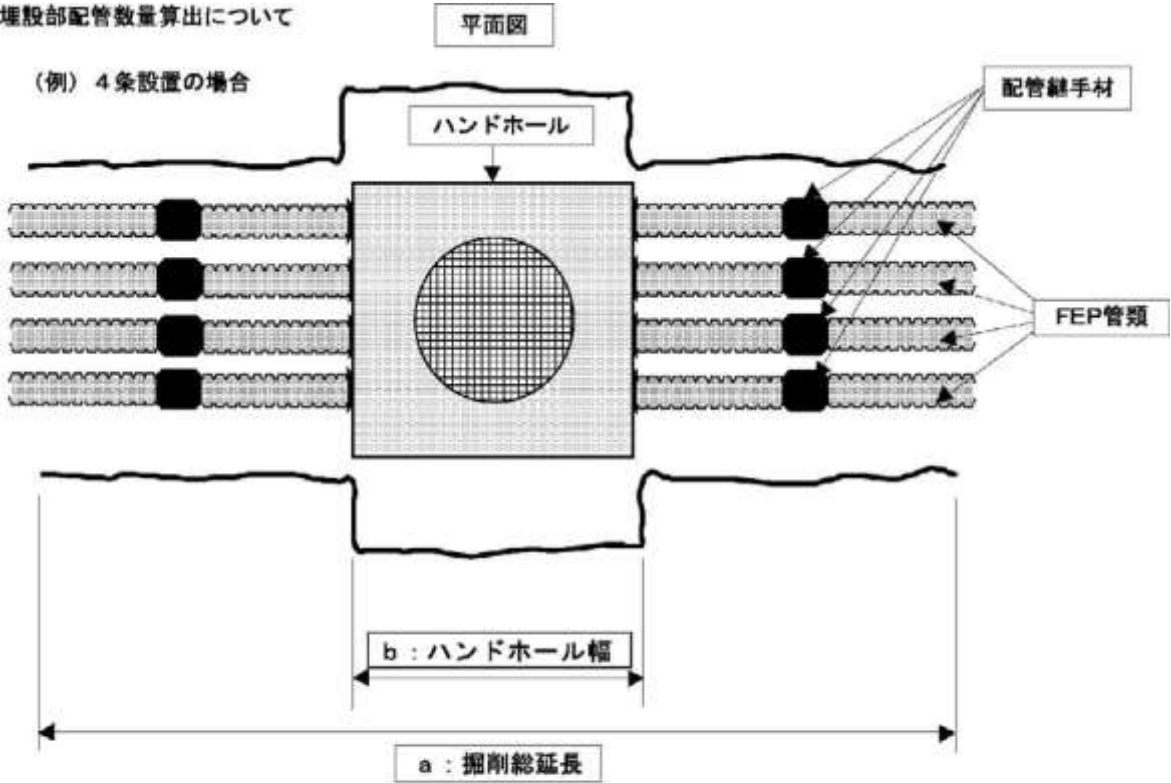 埋設部配管数量算出について
平面図
(例) 4条設置の場合
配管継手材
ハンドホール
FEP管類
b:ハンドホール幅
a:掘削総延長